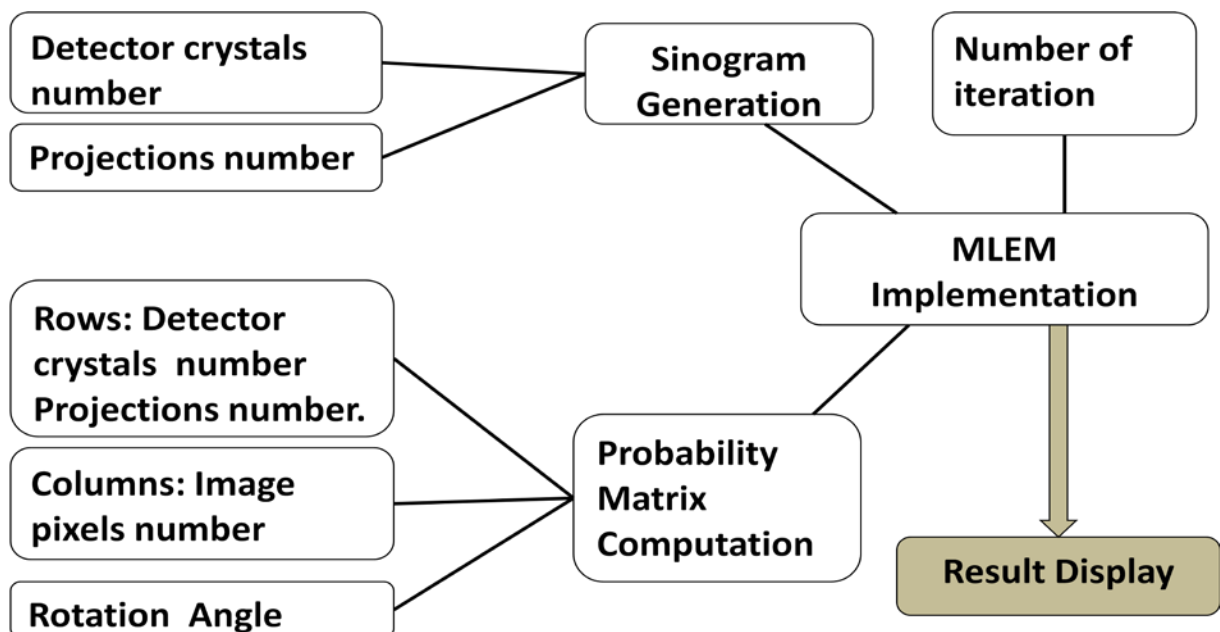 Detector crystals
number
Projections number
Sinogram
Generation
Number of
iteration
MLEM
Implementation
Rows: Detector
crystals number
Projections number.
Columns: Image
pixels number
Rotation Angle
Probability
Matrix
Computation
Result Display